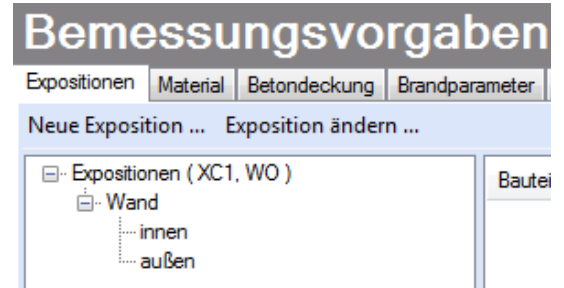 Bemessungsvorgaben
Expositionen Material Betondeckung Brandparameter
Neue Exposition ... Exposition ändern ...
Expositionen ( XC1, WO )
Wand
innen
außen